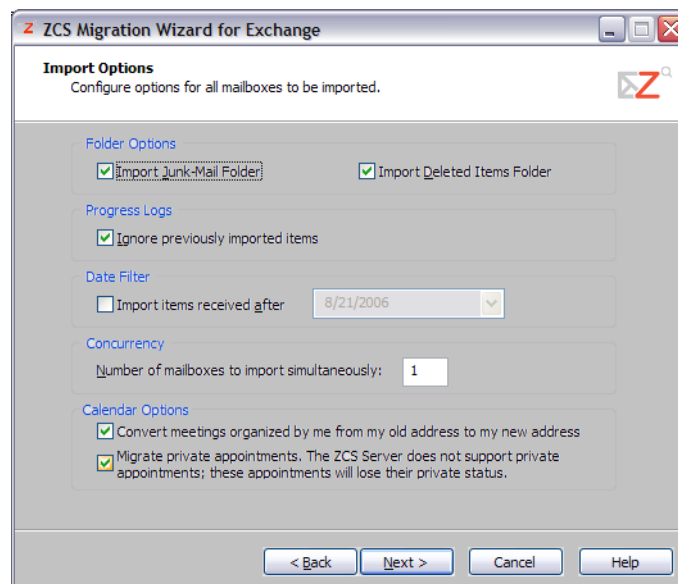 ZCS Migration Wizard for Exchange
Import Options
Configure options for all mailboxes to be imported.
Folder Options
Import Junk-Mail Folder
Import Deleted Items Folder
Progress Logs
Ignore previously imported items
Date Filter
Import items received after
8/21/2006
Concurrency
Number of mailboxes to import simultaneously:
1
Calendar Options
Convert meetings organized by me from my old address to my new address
Migrate private appointments. The ZCS Server does not support private
appointments; these appointments will lose their private status.
< Back
Next >
Cancel
Help